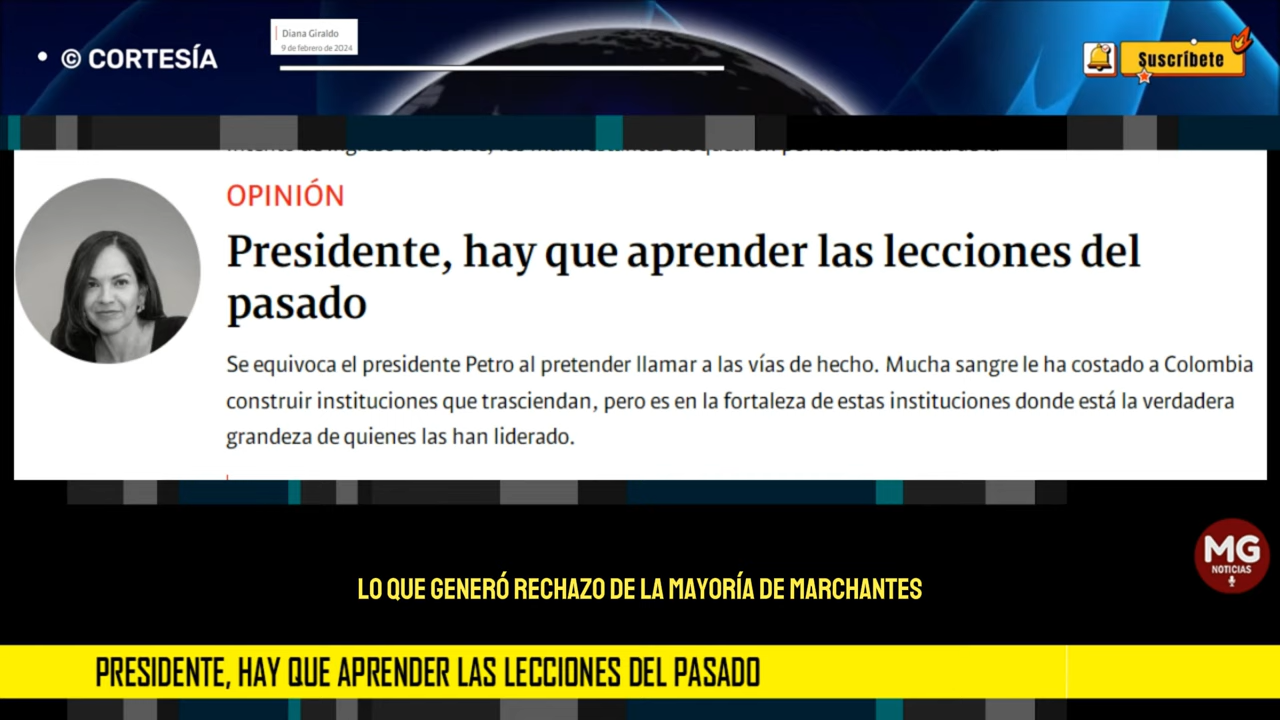 • © CORTESÍA
Diana Giraldo
9 de febrero de 2024
Suscríbete
OPINIÓN
Presidente, hay que aprender las lecciones del
pasado
Se equivoca el presidente Petro al pretender llamar a las vías de hecho. Mucha sangre le ha costado a Colombia
construir instituciones que trasciendan, pero es en la fortaleza de estas instituciones donde está la verdadera
grandeza de quienes las han liderado.
MG
NOTICIAS
LO QUE GENERÓ RECHAZO DE LA MAYORÍA DE MARCHANTES
PRESIDENTE, HAY QUE APRENDER LAS LECCIONES DEL PASADO